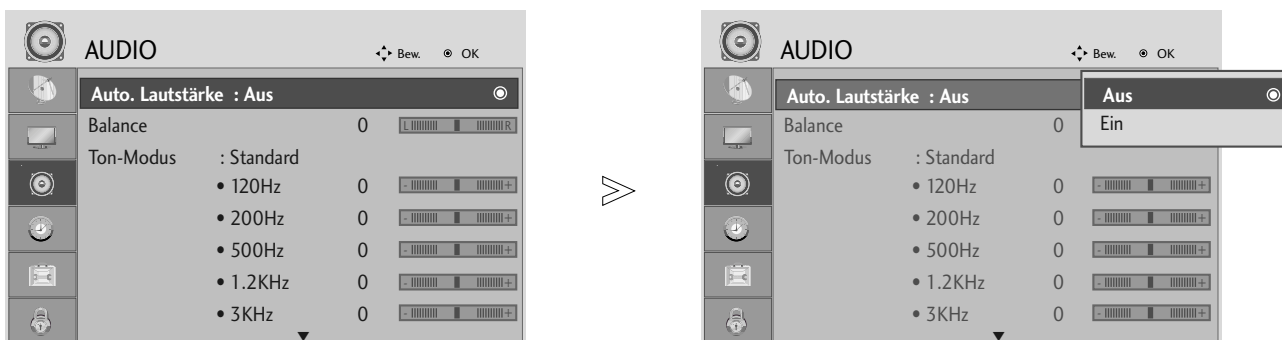 AUDIO
Bew. OK
Auto. Lautstärke : Aus
Balance 0 L R
Ton-Modus : Standard
• 120Hz 0 - +
• 200Hz 0 - +
• 500Hz 0 - +
• 1.2KHz 0 - +
• 3KHz 0 - +
AUDIO
Bew. OK
Auto. Lautstärke : Aus
Aus
Ein
Balance 0
Ton-Modus : Standard
• 120Hz 0 - +
• 200Hz 0 - +
• 500Hz 0 - +
• 1.2KHz 0 - +
• 3KHz 0 - +